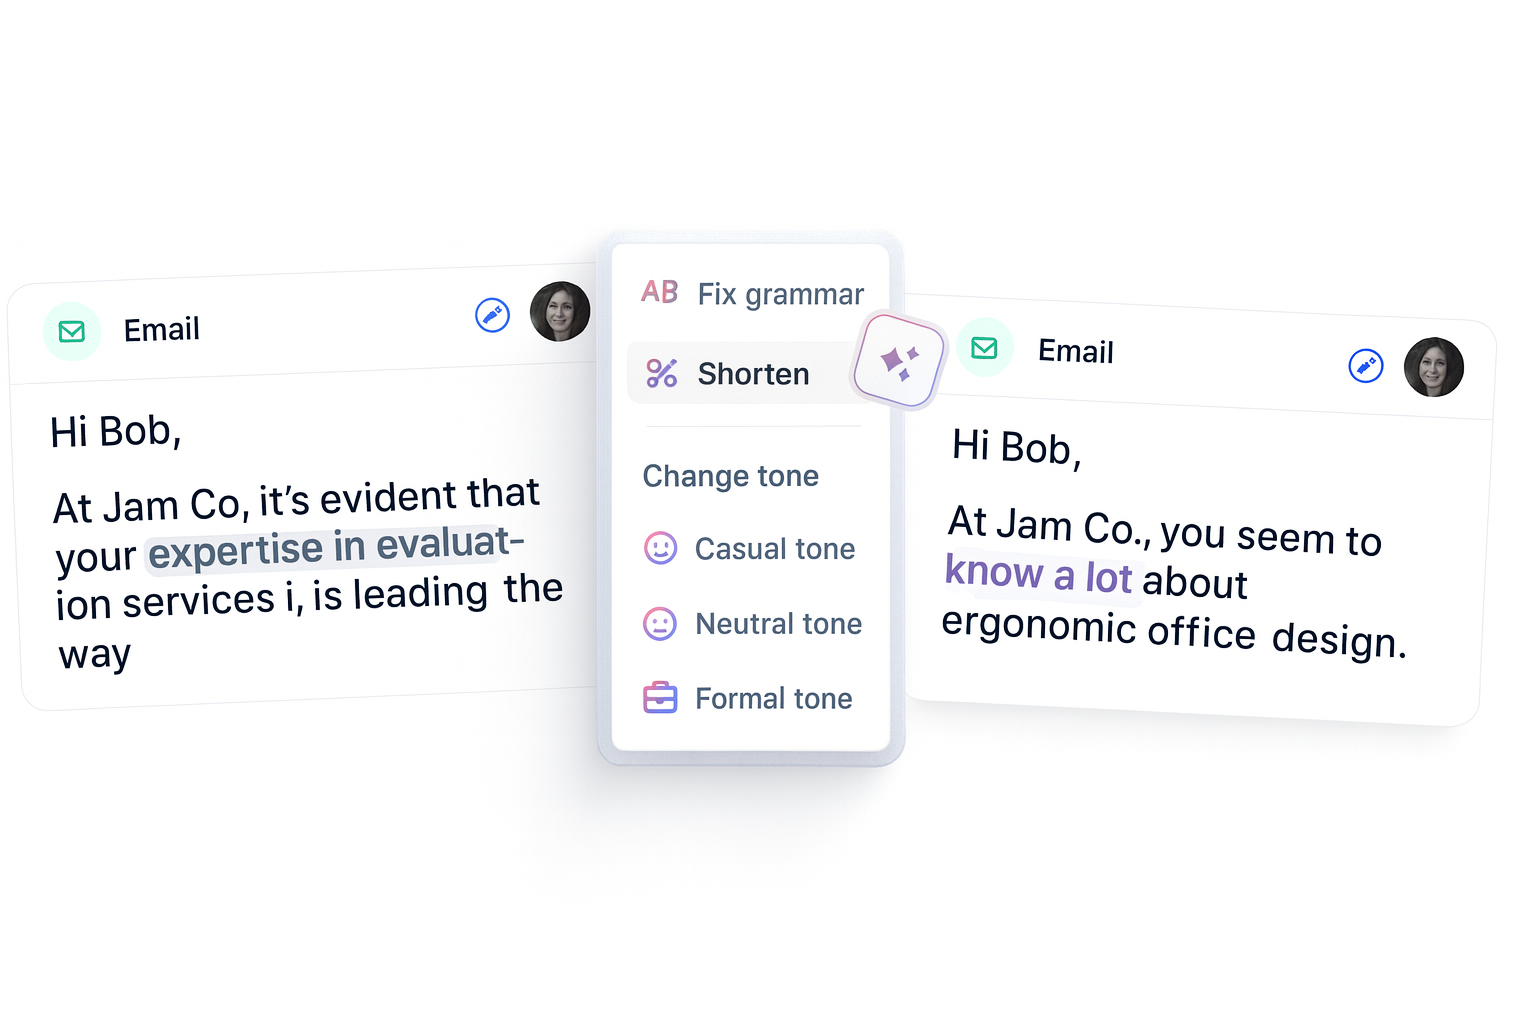 Email
Hi Bob,
At Jam Co, it’s evident that
your expertise in evaluat-
ion services i, is leading the
way
AB Fix grammar
Shorten
Change tone
Casual tone
Neutral tone
Formal tone
Email
Hi Bob,
At Jam Co., you seem to
know a lot about
ergonomic office design.